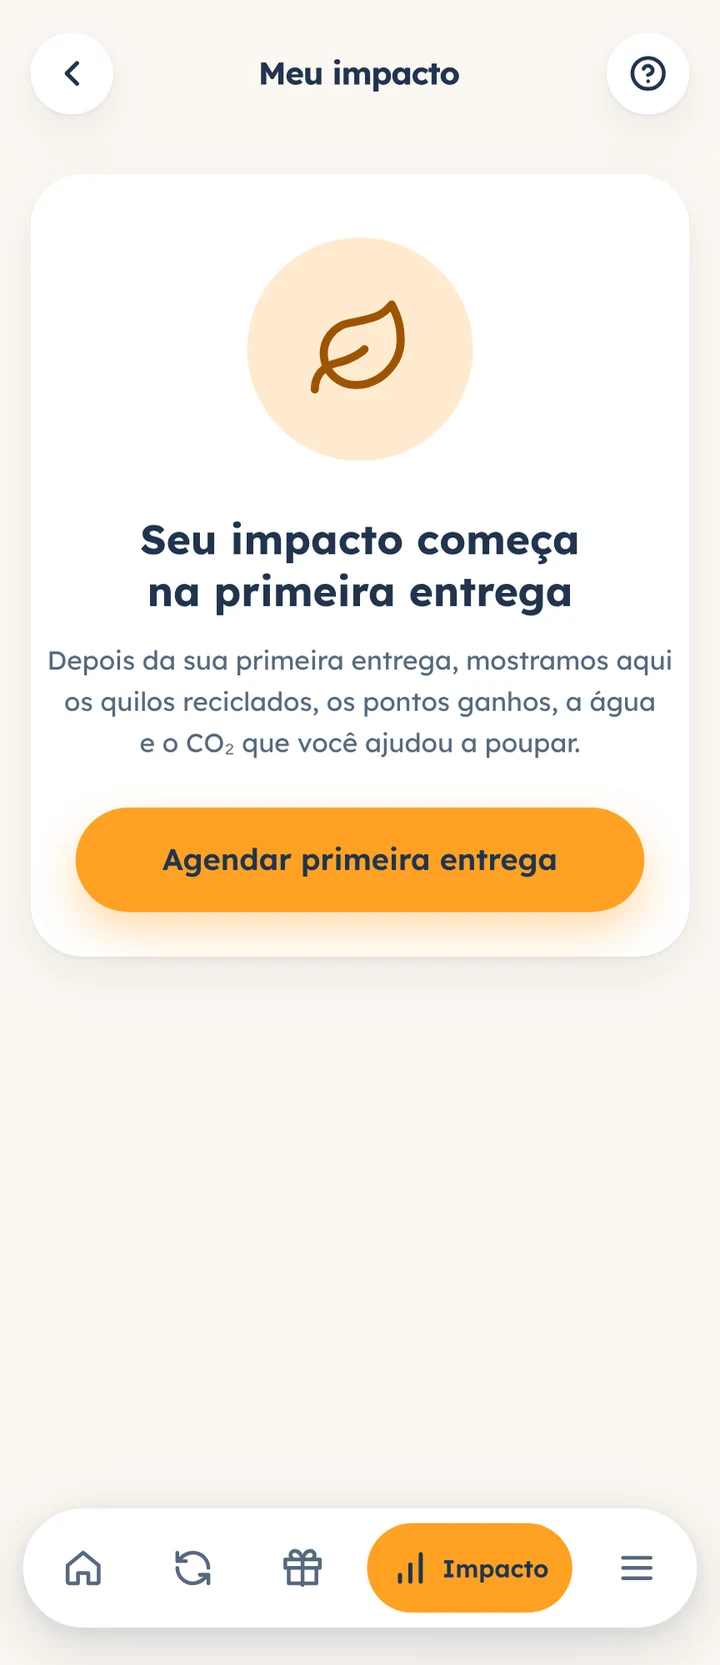 Meu impacto
Seu impacto começa
na primeira entrega
Depois da sua primeira entrega, mostramos aqui
os quilos reciclados, os pontos ganhos, a água
e o CO₂ que você ajudou a poupar.
Agendar primeira entrega
Impacto